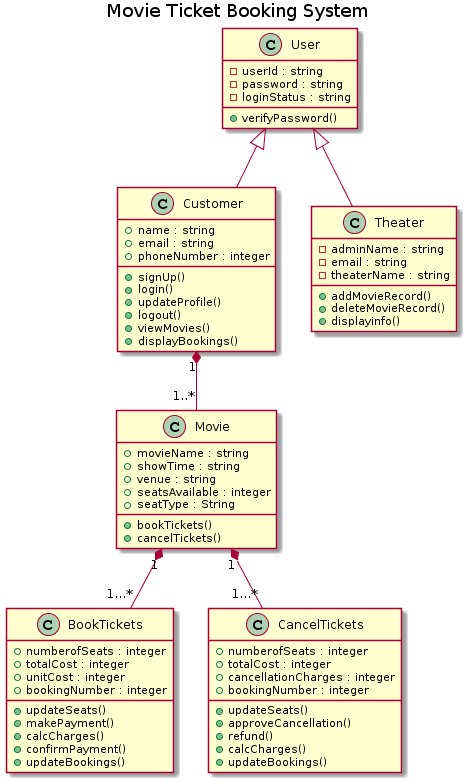 Movie Ticket Booking System
C User
userId : string
password : string
loginStatus : string
verifyPassword()
C Customer
name : string
email : string
phoneNumber : integer
signUp()
login()
updateProfile()
logout()
viewMovies()
displayBookings()
C Theater
adminName : string
email : string
theaterName : string
addMovieRecord()
deleteMovieRecord()
displayinfo()
1
1..*
C Movie
movieName : string
showTime : string
venue : string
seatsAvailable : integer
seatType : String
bookTickets()
cancelTickets()
1
1
1...*
1...*
C BookTickets
numberofSeats : integer
totalCost : integer
unitCost : integer
bookingNumber : integer
updateSeats()
makePayment()
calcCharges()
confirmPayment()
updateBookings()
C CancelTickets
numberofSeats : integer
totalCost : integer
cancellationCharges : integer
bookingNumber : integer
updateSeats()
approveCancellation()
refund()
calcCharges()
updateBookings()